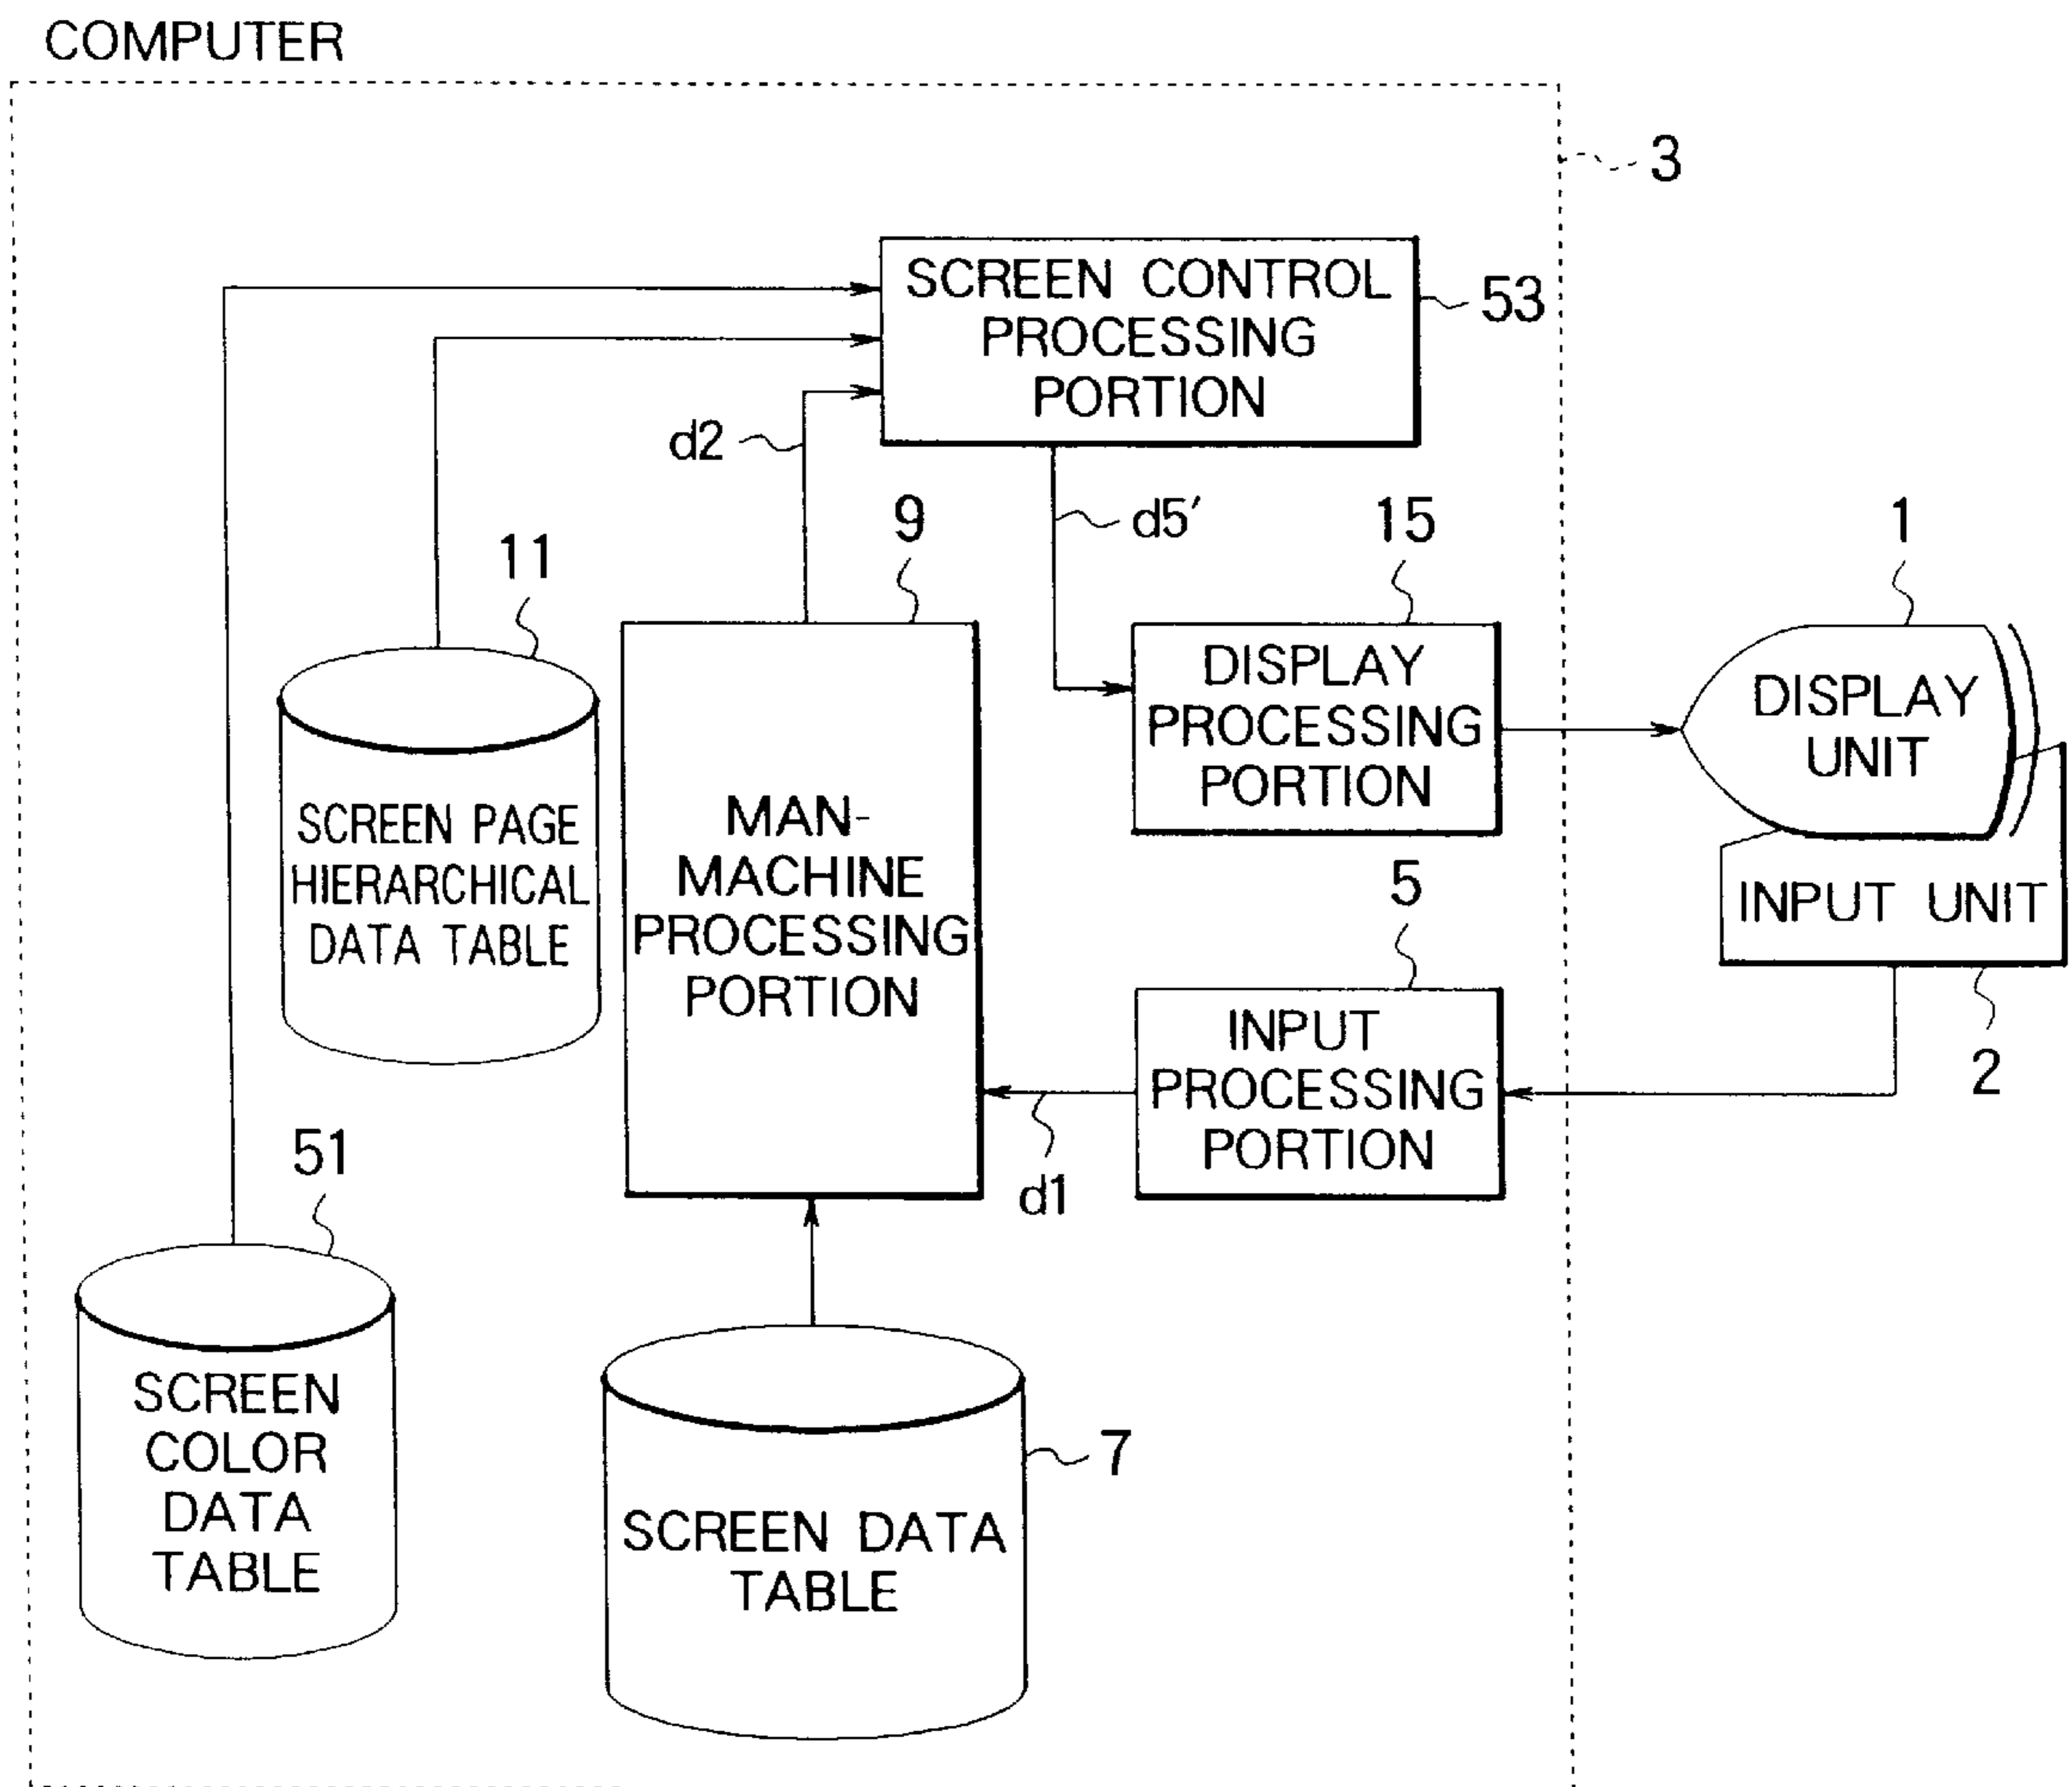 COMPUTER
3
SCREEN CONTROL
PROCESSING
PORTION
53
d2
d5′
9
15
1
11
DISPLAY
PROCESSING
PORTION
DISPLAY
UNIT
SCREEN PAGE
HIERARCHICAL
DATA TABLE
MAN-
MACHINE
PROCESSING
PORTION
5
INPUT UNIT
2
INPUT
PROCESSING
PORTION
d1
51
SCREEN
COLOR
DATA
TABLE
7
SCREEN DATA
TABLE